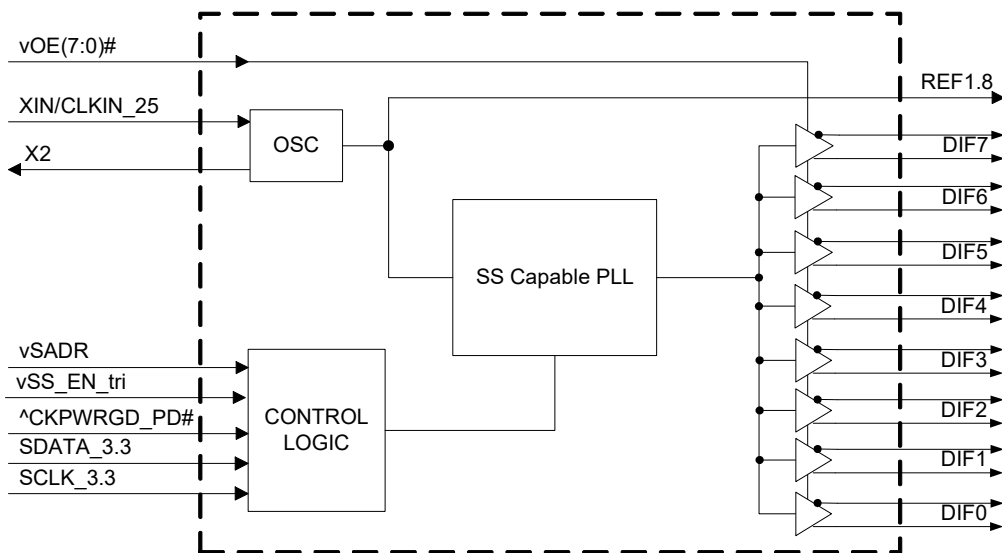 vOE(7:0)#
REF1.8
XIN/CLKIN_25
OSC
X2
DIF7
DIF6
DIF5
SS Capable PLL
DIF4
DIF3
DIF2
DIF1
DIF0
vSADR
vSS_EN_tri
^CKPWRGD_PD#
SDATA_3.3
SCLK_3.3
CONTROL
LOGIC